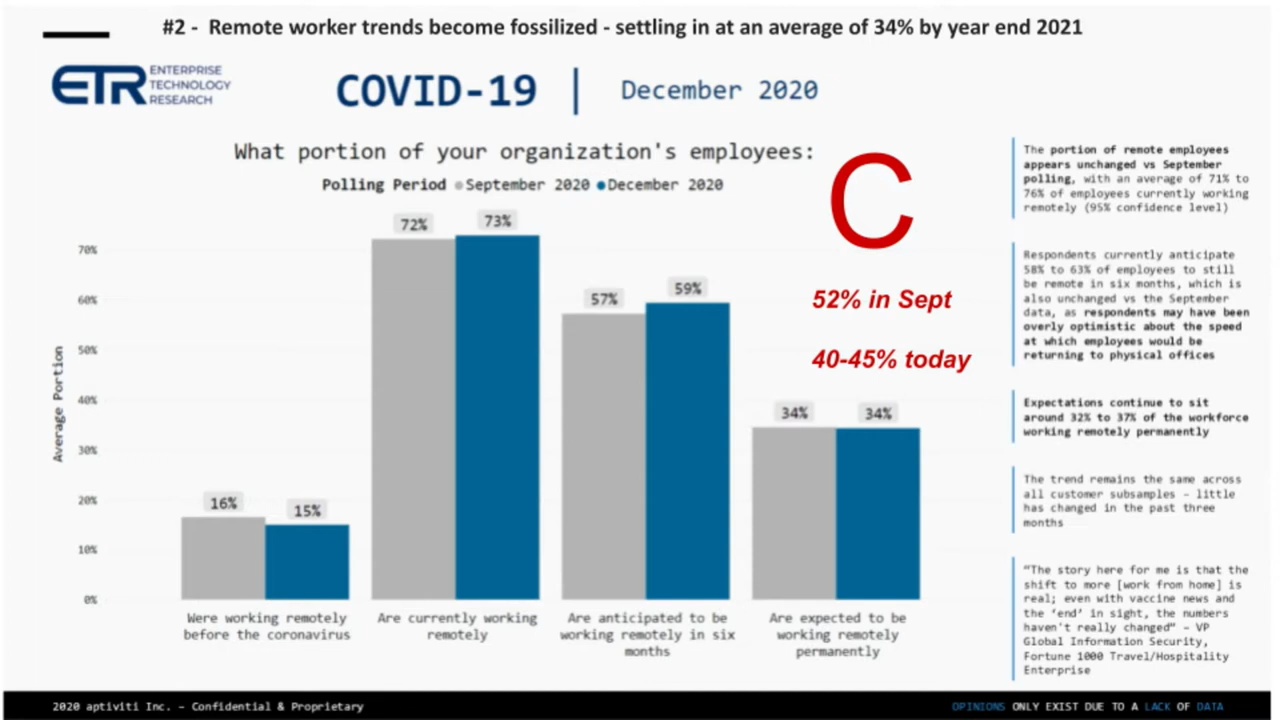 #2 - Remote worker trends become fossilized - settling in at an average of 34% by year end 2021
ETR ENTERPRISE
TECHNOLOGY
RESEARCH
COVID-19 | December 2020
What portion of your organization's employees:
Polling Period September 2020 December 2020
C
52% in Sept
40-45% today
Average Portion
70%
60%
50%
40%
30%
20%
10%
0%
16%
15%
72%
73%
57%
59%
34%
34%
Were working remotely
before the coronavirus
Are currently working
remotely
Are anticipated to be
working remotely in six
months
Are expected to be
working remotely
permanently
The portion of remote employees
appears unchanged vs September
polling, with an average of 71% to
76% of employees currently working
remotely (95% confidence level)
Respondents currently anticipate
58% to 63% of employees to still
be remote in six months, which is
also unchanged vs the September
data, as respondents may have been
overly optimistic about the speed
at which employees would be
returning to physical offices
Expectations continue to sit
around 32% to 37% of the workforce
working remotely permanently
The trend remains the same across
all customer subsamples – little
has changed in the past three
months
“The story here for me is that the
shift to more [work from home] is
real; even with vaccine news and
the ‘end’ in sight, the numbers
haven't really changed” – VP
Global Information Security,
Fortune 1000 Travel/Hospitality
Enterprise
2020 aptiviti Inc. – Confidential & Proprietary
OPINIONS ONLY EXIST DUE TO A LACK OF DATA